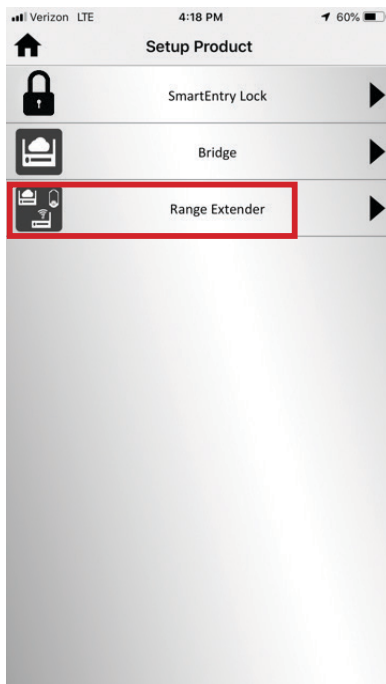 Verizon LTE 4:18 PM 60%
Setup Product
SmartEntry Lock
Bridge
Range Extender